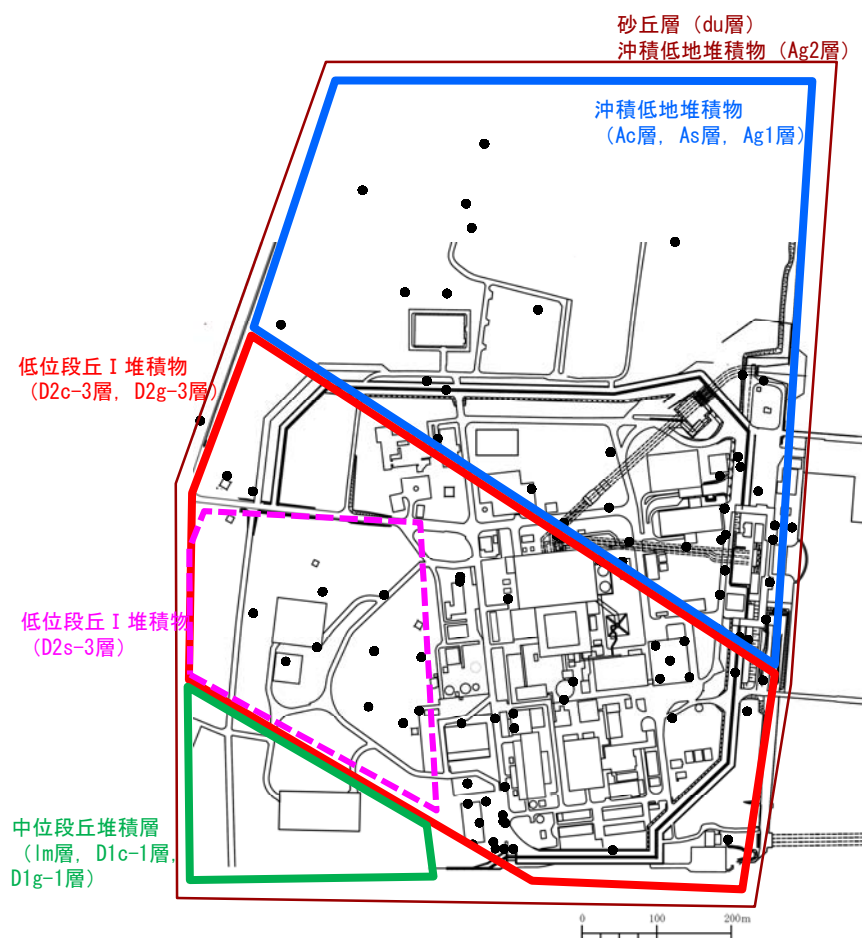 砂丘層（du層）
沖積低地堆積物（Ag2層）
沖積低地堆積物
（Ac層, As層, Ag1層）
低位段丘Ⅰ堆積物
（D2c-3層, D2g-3層）
低位段丘Ⅰ堆積物
（D2s-3層）
中位段丘堆積層
（lm層, D1c-1層,
D1g-1層）
0 100 200m